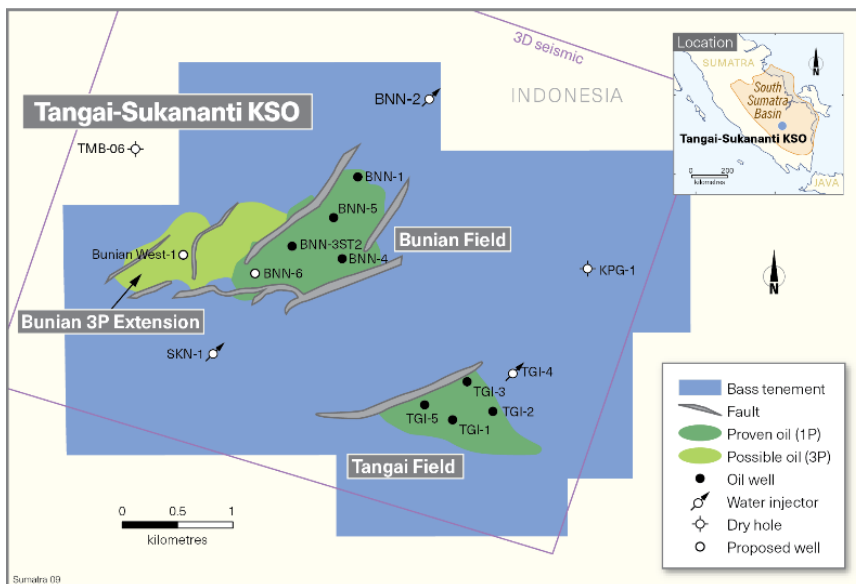 3D seismic
Location
SUMATRA
N
South
Sumatra
Basin
Tangai-Sukananti KSO
0 200
kilometres
JAVA
INDONESIA
Tangai-Sukananti KSO
BNN-2
TMB-06
BNN-1
BNN-5
Bunian Field
BNN-3ST2
Bunian West-1
BNN-4
BNN-6
KPG-1
N
Bunian 3P Extension
SKN-1
TGI-4
TGI-3
TGI-5
TGI-2
TGI-1
Tangai Field
0 0.5 1
kilometres
Bass tenement
Fault
Proven oil (1P)
Possible oil (3P)
Oil well
Water injector
Dry hole
Proposed well
Sumatra 09